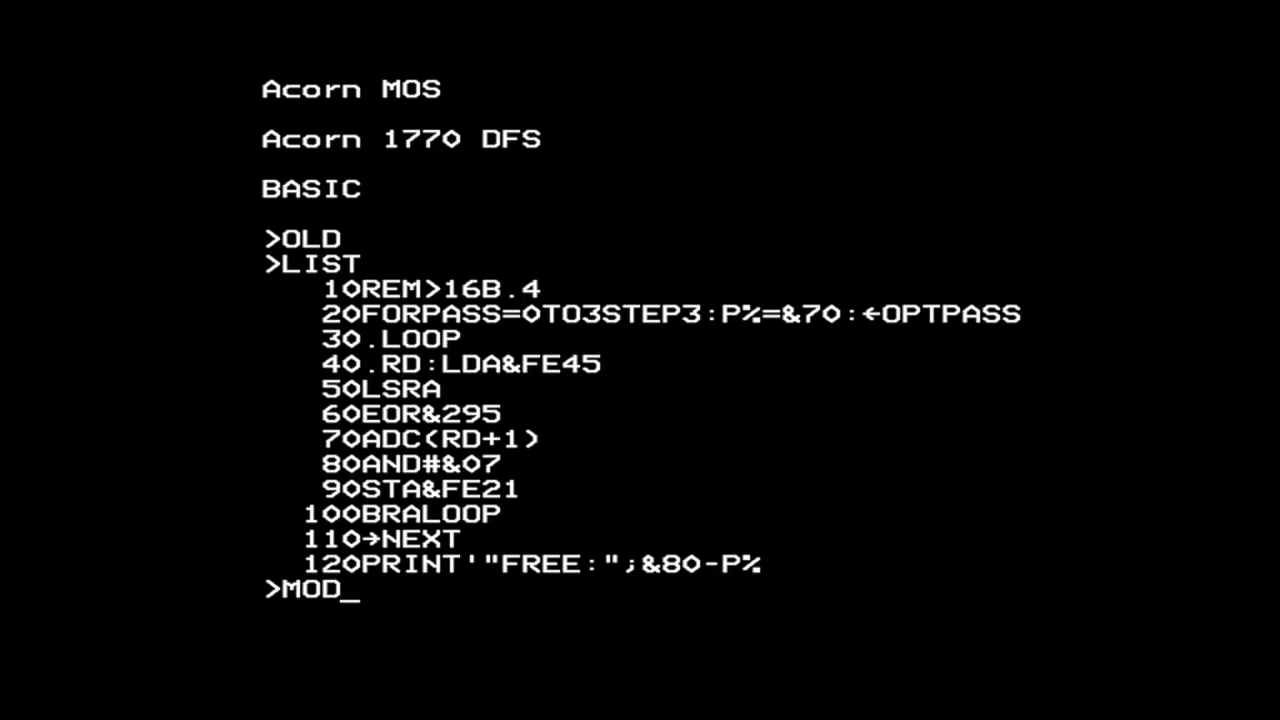 Acorn MOS
Acorn 1770 DFS
BASIC
>OLD
>LIST
10REM>16B.4
20FORPASS=0TO3STEP3:P%=&70:←OPTPASS
30.LOOP
40.RD:LDA&FE45
50LSRA
60EOR&295
70ADC(RD+1)
80AND#&07
90STA&FE21
100BRALOOP
110→NEXT
120PRINT'"FREE:";&80-P%
>MOD_